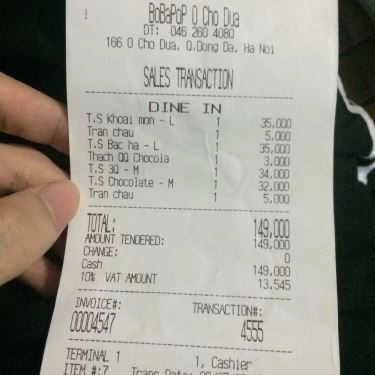 BoBaPoP O Cho Dua
DT: 046 260 4080
166 O Cho Dua, Q.Dong Da, Ha Noi
SALES TRANSACTION
DINE IN
T.S Khoai mon - L 1 35,000
Tran chau 1 5,000
T.S Bac ha - L 1 35,000
Thach QQ Chocola 1 3,000
T.S 3Q - M 1 34,000
T.S Chocolate - M 1 32,000
Tran chau 1 5,000
TOTAL: 149,000
AMOUNT TENDERED: 149,000
CHANGE: 0
Cash 149,000
10% VAT AMOUNT 13,545
INVOICE#: TRANSACTION#:
00004547 4555
TERMINAL 1 1, Cashier
ITEM #:7 Trans Date: